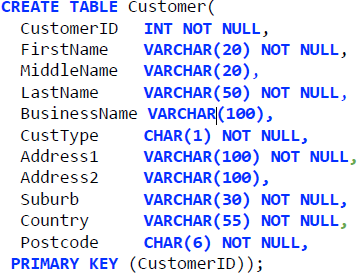 CREATE TABLE Customer(
CustomerID INT NOT NULL,
FirstName VARCHAR(20) NOT NULL,
MiddleName VARCHAR(20),
LastName VARCHAR(50) NOT NULL,
BusinessName VARCHAR(100),
CustType CHAR(1) NOT NULL,
Address1 VARCHAR(100) NOT NULL,
Address2 VARCHAR(100),
Suburb VARCHAR(30) NOT NULL,
Country VARCHAR(55) NOT NULL,
Postcode CHAR(6) NOT NULL,
PRIMARY KEY (CustomerID));